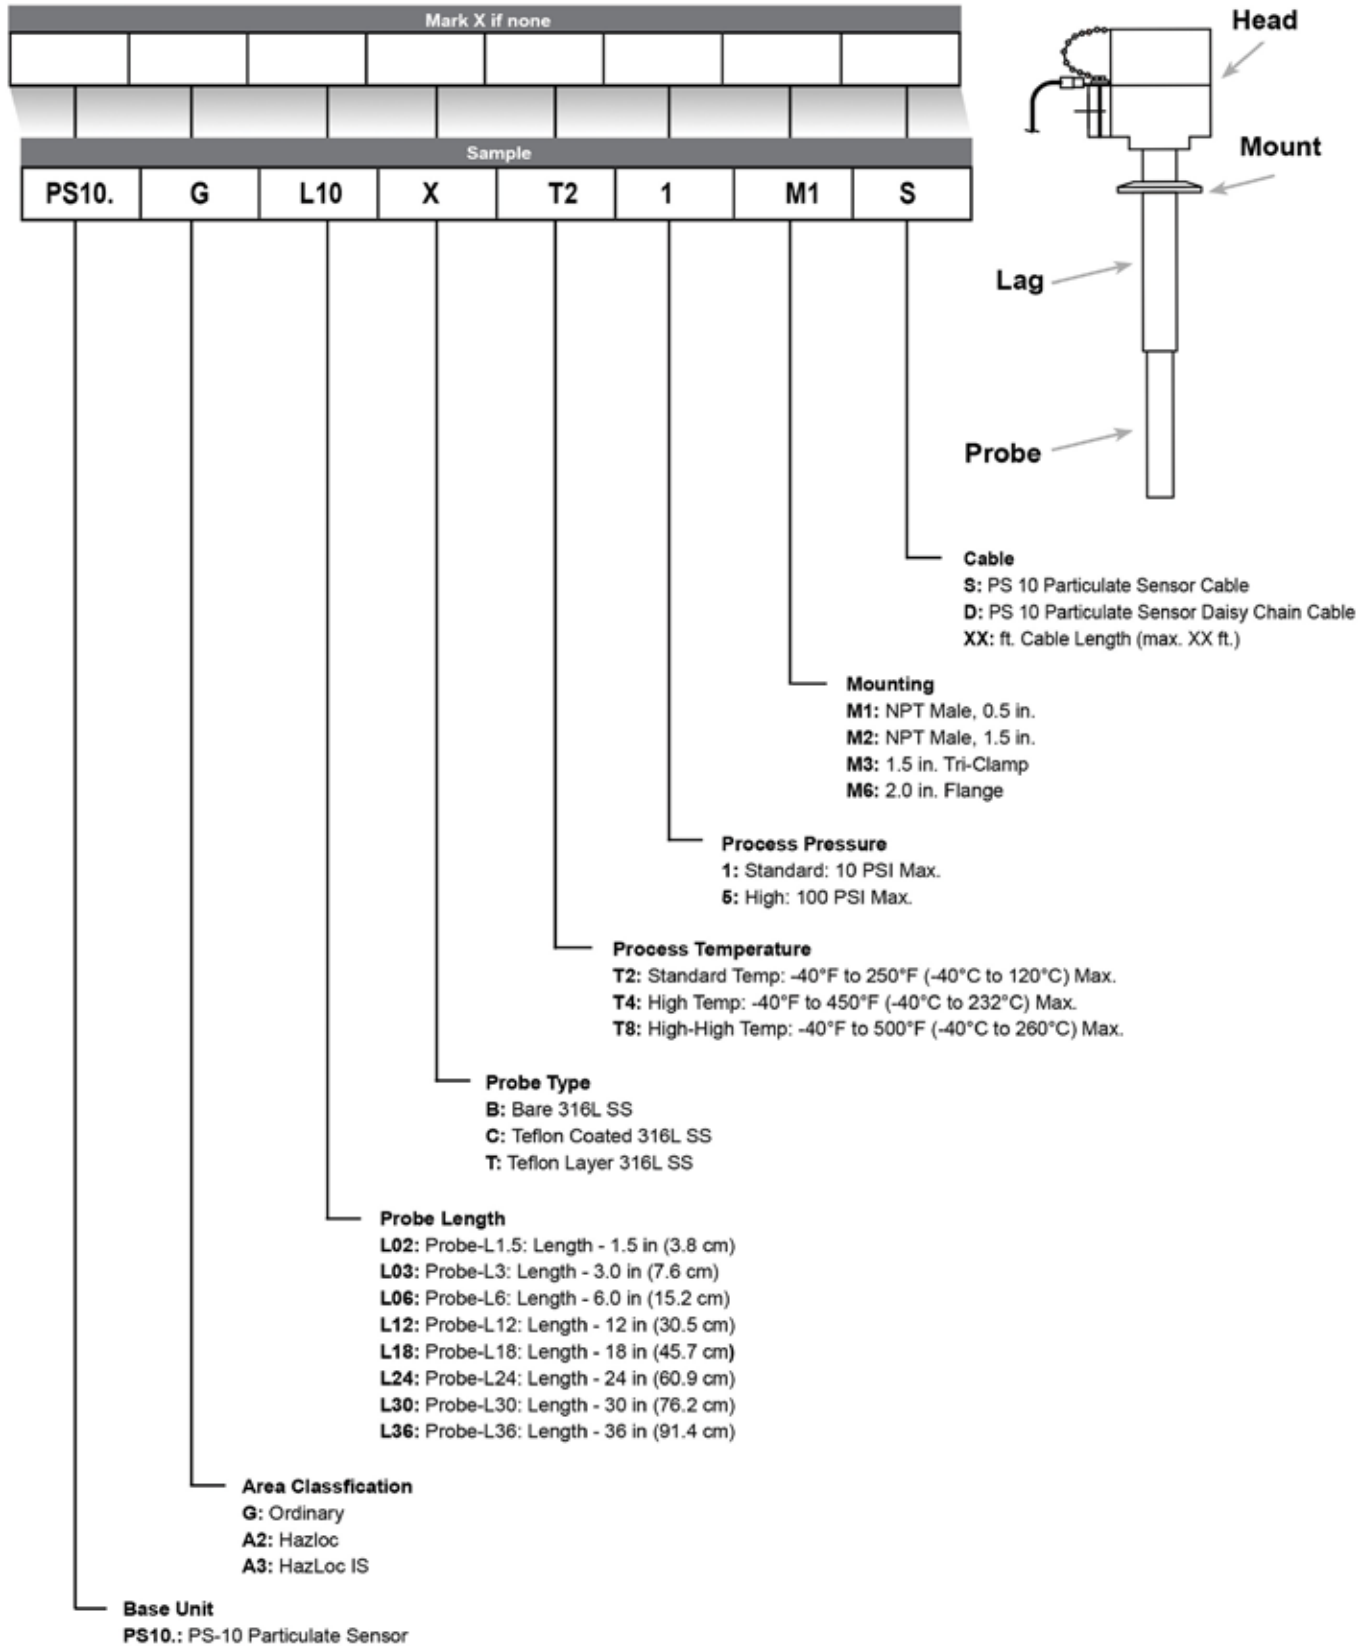 Mark X if none
Sample
PS10. G L10 X T2 1 M1 S
Head
Mount
Lag
Probe
Cable
S: PS 10 Particulate Sensor Cable
D: PS 10 Particulate Sensor Daisy Chain Cable
XX: ft. Cable Length (max. XX ft.)
Mounting
M1: NPT Male, 0.5 in.
M2: NPT Male, 1.5 in.
M3: 1.5 in. Tri-Clamp
M6: 2.0 in. Flange
Process Pressure
1: Standard: 10 PSI Max.
5: High: 100 PSI Max.
Process Temperature
T2: Standard Temp: -40°F to 250°F (-40°C to 120°C) Max.
T4: High Temp: -40°F to 450°F (-40°C to 232°C) Max.
T8: High-High Temp: -40°F to 500°F (-40°C to 260°C) Max.
Probe Type
B: Bare 316L SS
C: Teflon Coated 316L SS
T: Teflon Layer 316L SS
Probe Length
L02: Probe-L1.5: Length - 1.5 in (3.8 cm)
L03: Probe-L3: Length - 3.0 in (7.6 cm)
L06: Probe-L6: Length - 6.0 in (15.2 cm)
L12: Probe-L12: Length - 12 in (30.5 cm)
L18: Probe-L18: Length - 18 in (45.7 cm)
L24: Probe-L24: Length - 24 in (60.9 cm)
L30: Probe-L30: Length - 30 in (76.2 cm)
L36: Probe-L36: Length - 36 in (91.4 cm)
Area Classfication
G: Ordinary
A2: Hazloc
A3: HazLoc IS
Base Unit
PS10.: PS-10 Particulate Sensor